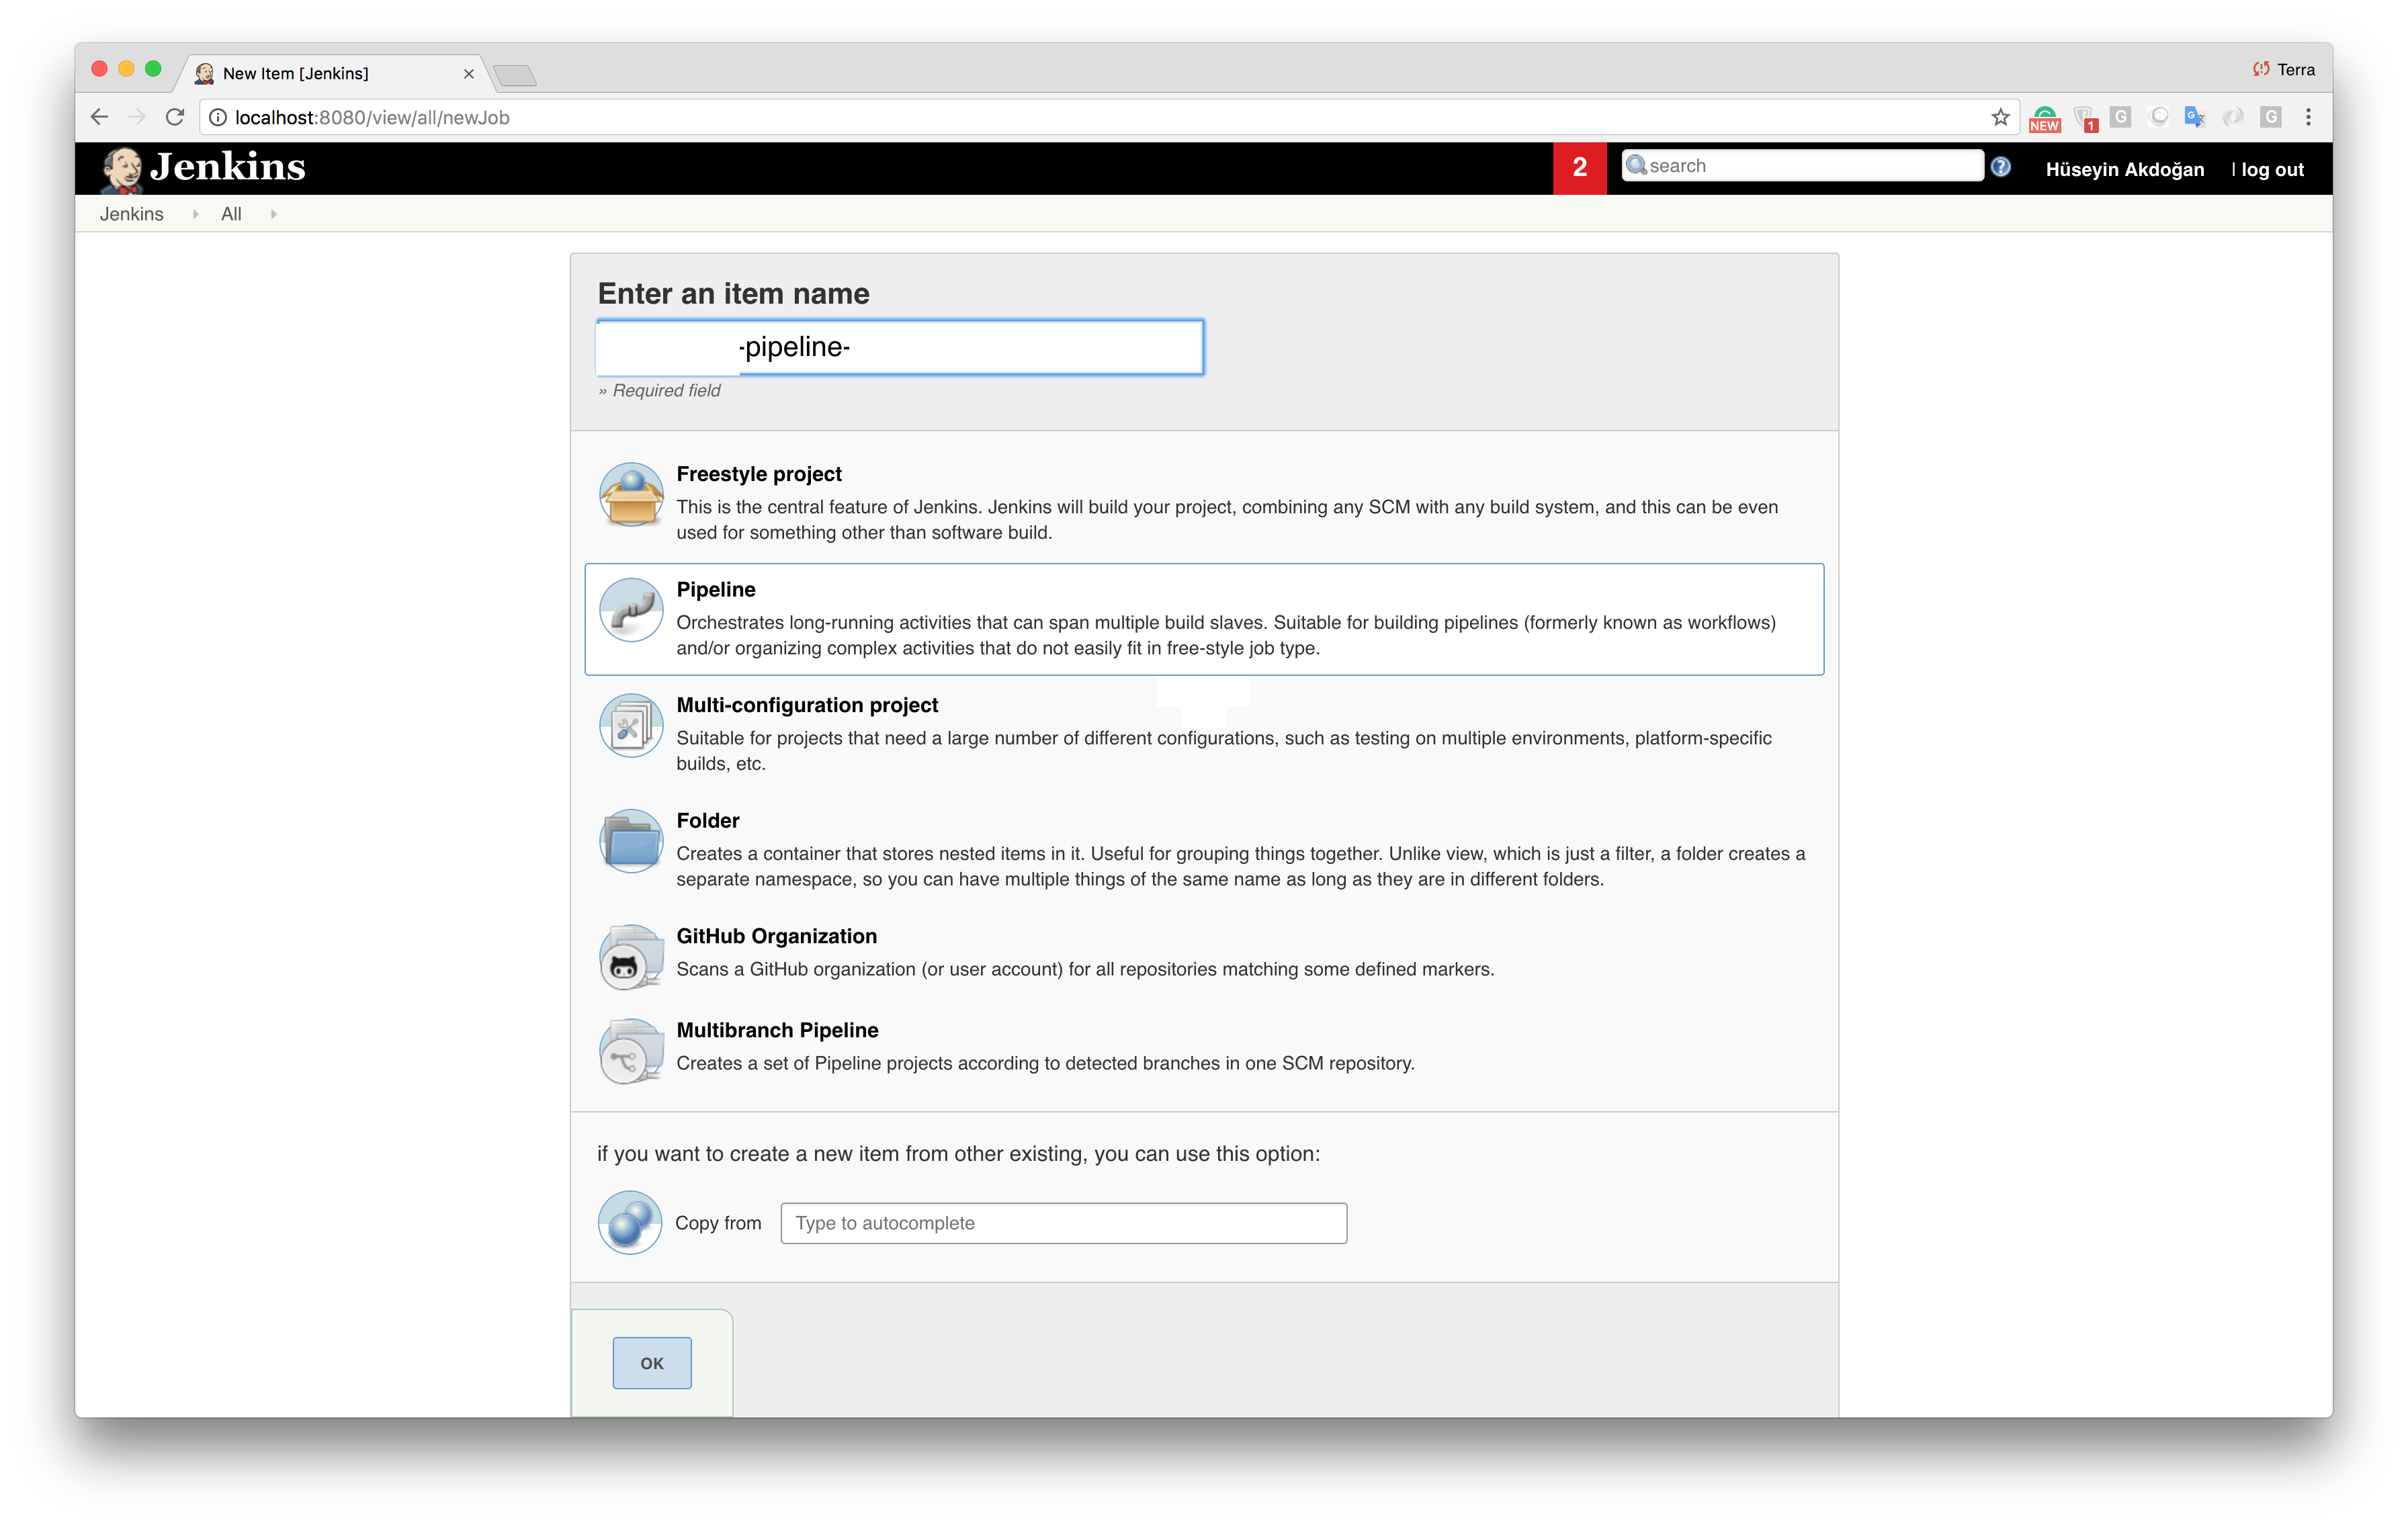 New Item [Jenkins]
Terra
localhost:8080/view/all/newJob
NEW
1
G
G
G
Jenkins
2
search
?
Hüseyin Akdoğan
| log out
Jenkins
All
Enter an item name
-pipeline-
» Required field
Freestyle project
This is the central feature of Jenkins. Jenkins will build your project, combining any SCM with any build system, and this can be even
used for something other than software build.
Pipeline
Orchestrates long-running activities that can span multiple build slaves. Suitable for building pipelines (formerly known as workflows)
and/or organizing complex activities that do not easily fit in free-style job type.
Multi-configuration project
Suitable for projects that need a large number of different configurations, such as testing on multiple environments, platform-specific
builds, etc.
Folder
Creates a container that stores nested items in it. Useful for grouping things together. Unlike view, which is just a filter, a folder creates a
separate namespace, so you can have multiple things of the same name as long as they are in different folders.
GitHub Organization
Scans a GitHub organization (or user account) for all repositories matching some defined markers.
Multibranch Pipeline
Creates a set of Pipeline projects according to detected branches in one SCM repository.
if you want to create a new item from other existing, you can use this option:
Copy from
Type to autocomplete
OK